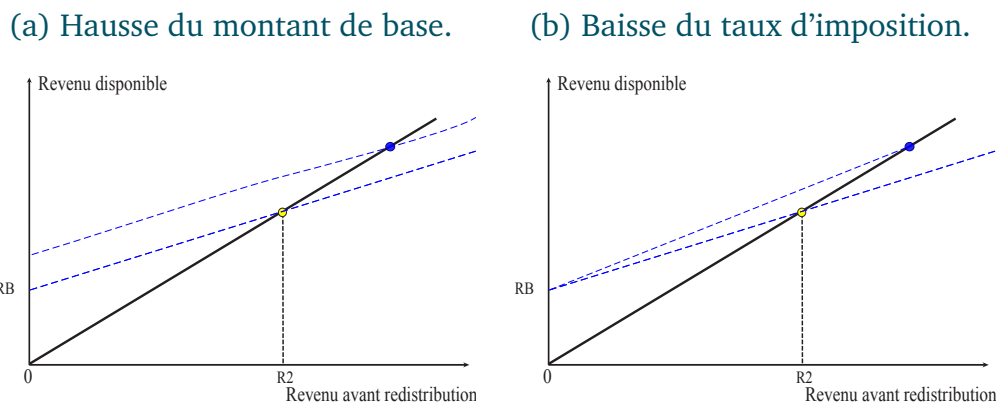 (a) Hausse du montant de base.
Revenu disponible
RB
0
R2
Revenu avant redistribution
(b) Baisse du taux d’imposition.
Revenu disponible
RB
0
R2
Revenu avant redistribution